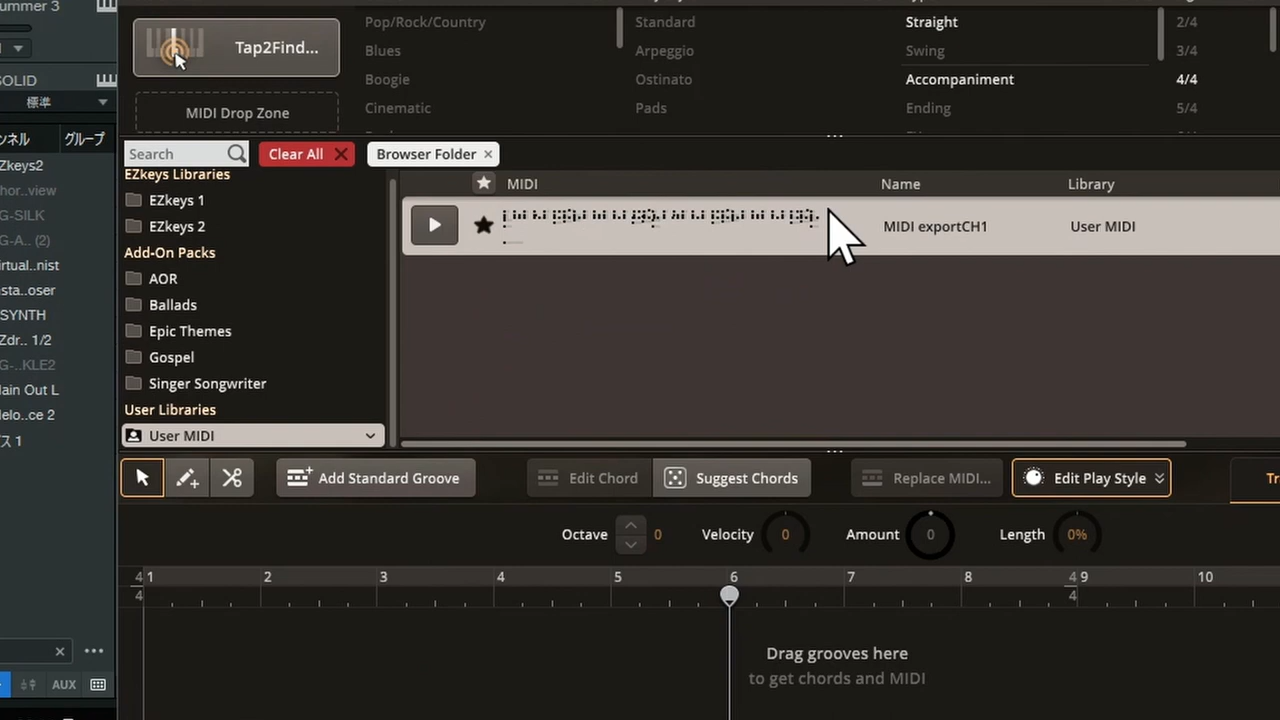 rummer 3
SOLID
標準
ンネル グループ
Zkeys2
hor..view
G-SILK
G-A.. (2)
irtual..nist
nsta..oser
SYNTH
Zdr.. 1/2
G-..KLE2
lain Out L
Melo..ce 2
ス 1
AUX
Tap2Find...
MIDI Drop Zone
Pop/Rock/Country
Blues
Boogie
Cinematic
Standard
Arpeggio
Ostinato
Pads
Straight
Swing
Accompaniment
Ending
2/4
3/4
4/4
5/4
Search
Clear All
Browser Folder
EZkeys Libraries
EZkeys 1
EZkeys 2
Add-On Packs
AOR
Ballads
Epic Themes
Gospel
Singer Songwriter
User Libraries
User MIDI
MIDI Name Library
MIDI exportCH1 User MIDI
Add Standard Groove Edit Chord Suggest Chords Replace MIDI... Edit Play Style Tr
Octave 0 Velocity 0 Amount 0 Length 0%
4 1 2 3 4 5 6 7 8 4 9 10
4 4
Drag grooves here
to get chords and MIDI